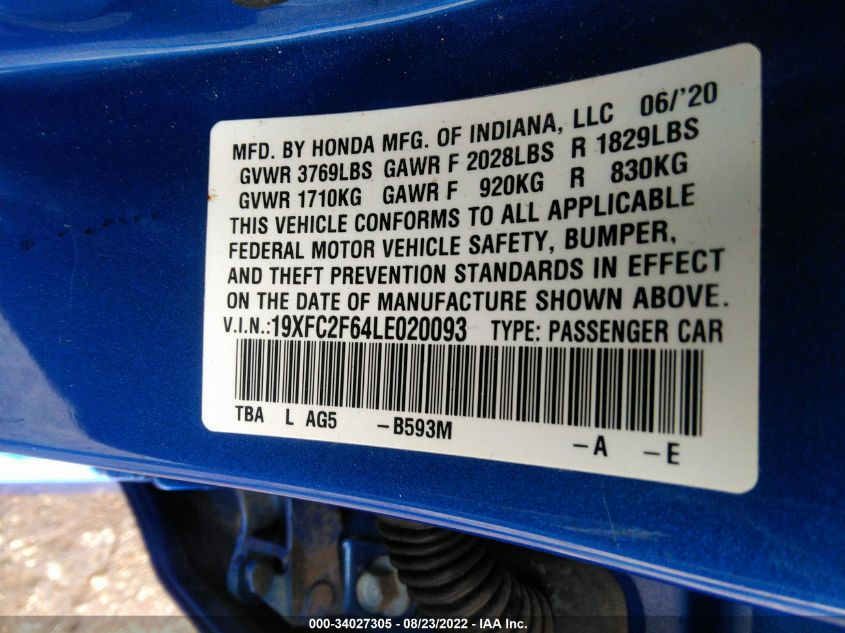 MFD. BY HONDA MFG. OF INDIANA, LLC 06/'20
GVWR 3769LBS GAWR F 2028LBS R 1829LBS
GVWR 1710KG GAWR F 920KG R 830KG
THIS VEHICLE CONFORMS TO ALL APPLICABLE
FEDERAL MOTOR VEHICLE SAFETY, BUMPER,
AND THEFT PREVENTION STANDARDS IN EFFECT
ON THE DATE OF MANUFACTURE SHOWN ABOVE.
V.I.N.:19XFC2F64LE020093 TYPE: PASSENGER CAR
TBA L AG5 -B593M -A -E
000-34027305 - 08/23/2022 - IAA Inc.